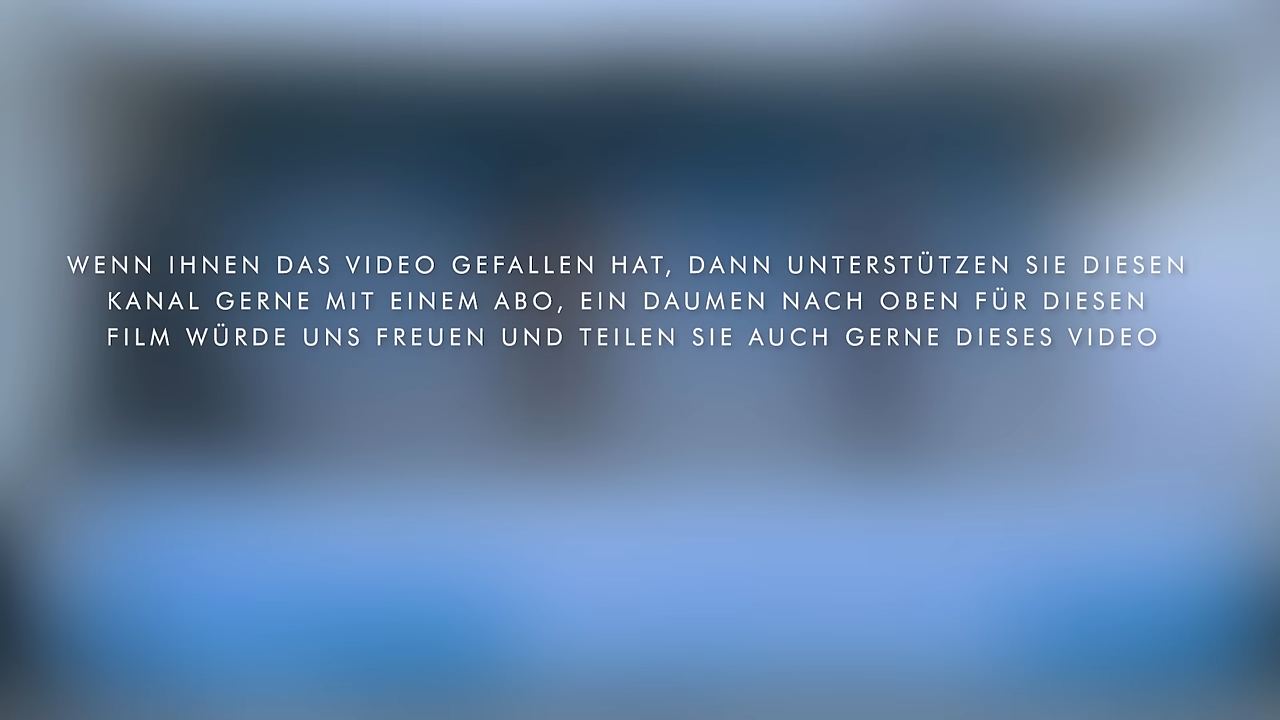 WENN IHNEN DAS VIDEO GEFALLEN HAT, DANN UNTERSTÜTZEN SIE DIESEN
KANAL GERNE MIT EINEM ABO, EIN DAUMEN NACH OBEN FÜR DIESEN
FILM WÜRDE UNS FREUEN UND TEILEN SIE AUCH GERNE DIESES VIDEO